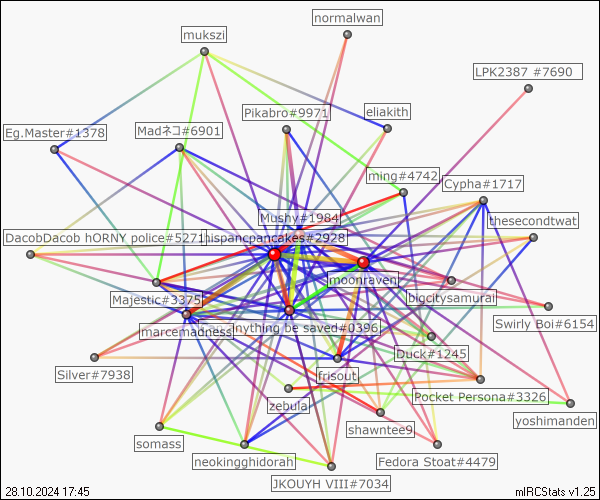 normalwan
mukszi
LPK2387 #7690
Pikabro#9971
eliakith
Eg.Master#1378
Madネコ#6901
ming#4742
Cypha#1717
Mushy#1984
thesecondtwat
DacobDacob hORNY police#5271
hispancpancakes#2928
moonraven
bigcitysamurai
Majestic#3375
Swirly Boi#6154
marcemadness
nything be saved#0396
Duck#1245
Silver#7938
frisout
Pocket Persona#3326
zebula
yoshimanden
shawntee9
somass
neokingghidorah
Fedora Stoat#4479
JKOUYH VIII#7034
28.10.2024 17:45
mIRCStats v1.25